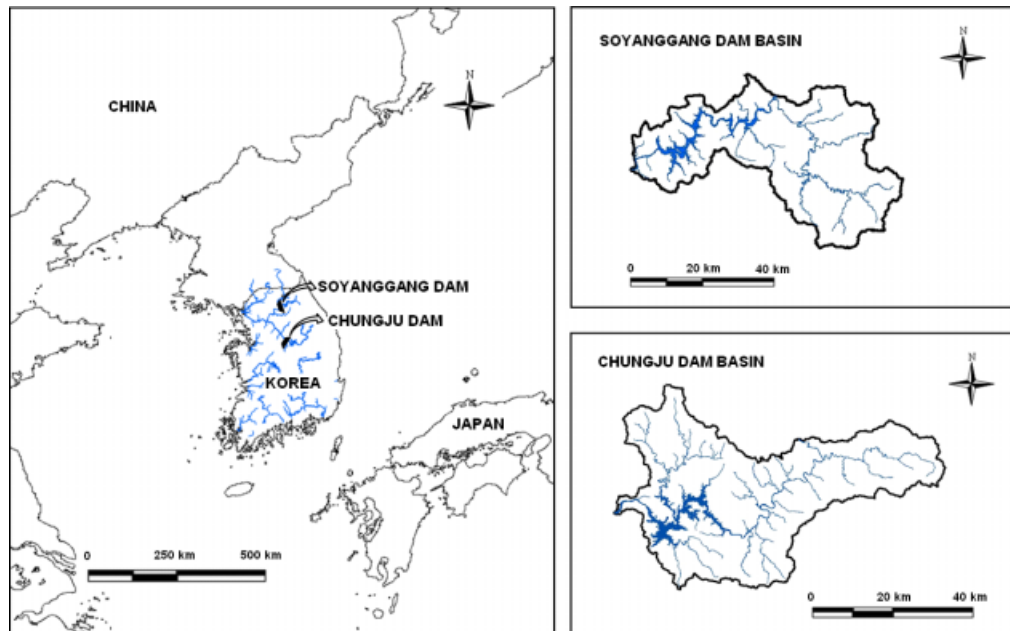 N
CHINA
SOYANGGANG DAM
CHUNGJU DAM
KOREA
JAPAN
0 250 km 500 km
SOYANGGANG DAM BASIN
N
0 20 km 40 km
CHUNGJU DAM BASIN
N
0 20 km 40 km